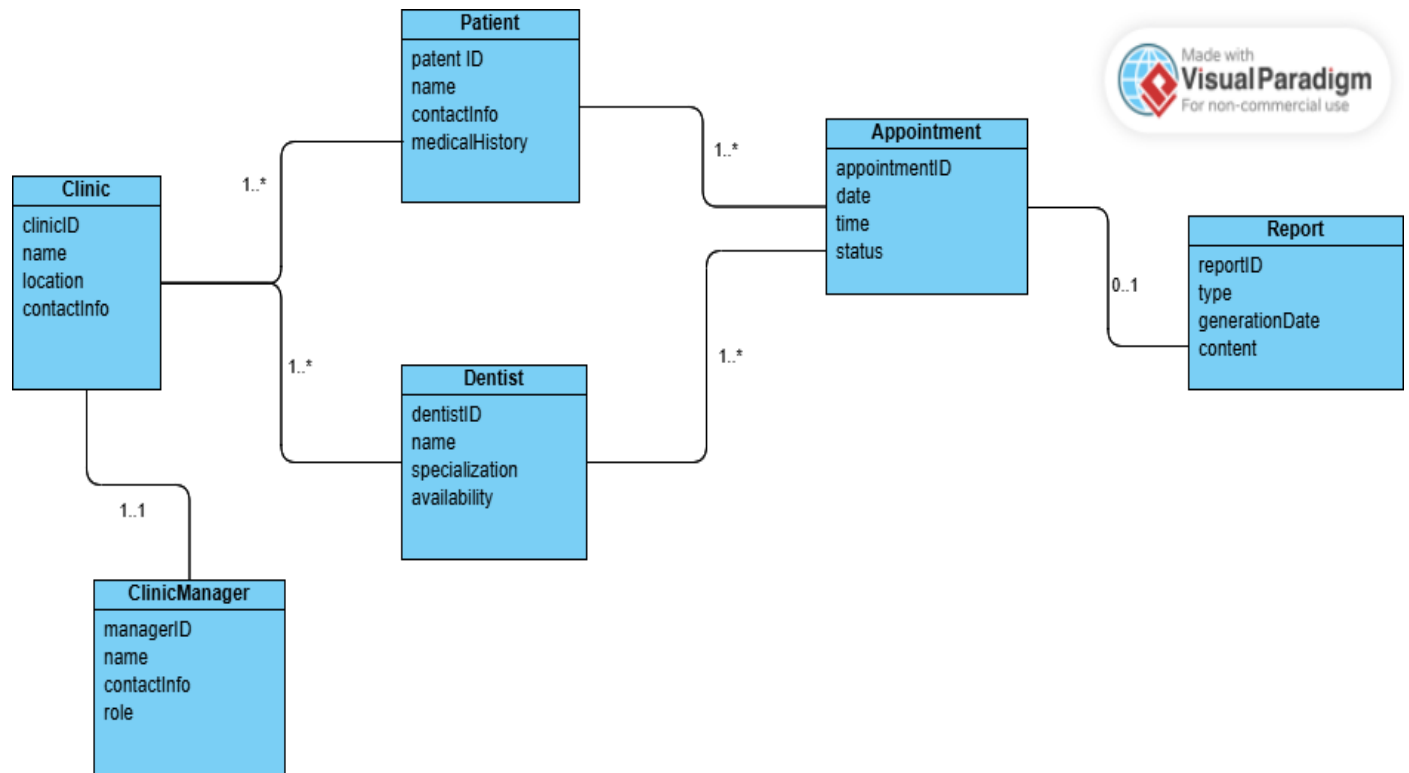 Patient
patent ID
name
contactInfo
medicalHistory
Made with
Visual Paradigm
For non-commercial use
Appointment
appointmentID
date
time
status
1..*
1..*
Clinic
clinicID
name
location
contactInfo
Report
reportID
type
generationDate
content
0..1
1..*
1..*
Dentist
dentistID
name
specialization
availability
1..1
ClinicManager
managerID
name
contactInfo
role